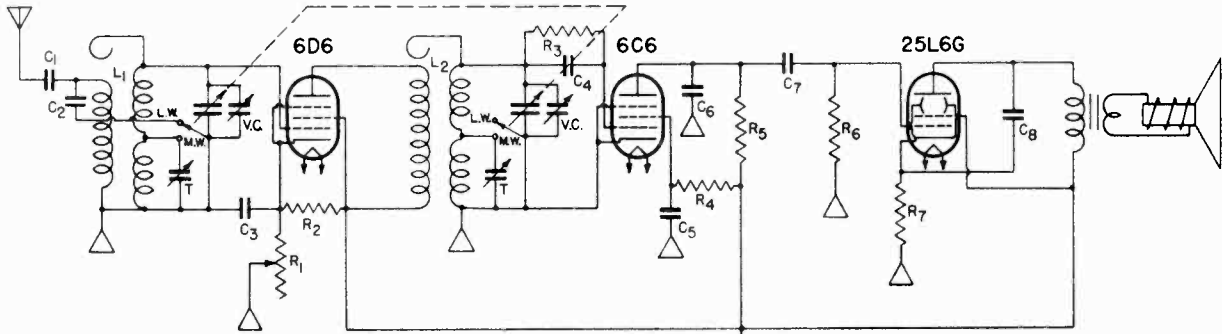 6D6
6C6
25L6G
C1
C2
L1
L.W.
M.W.
T
V.C.
C3
R2
R1
L2
R3
C4
L.W.
M.W.
T
V.C.
C6
R5
R4
C5
C7
R6
R7
C8